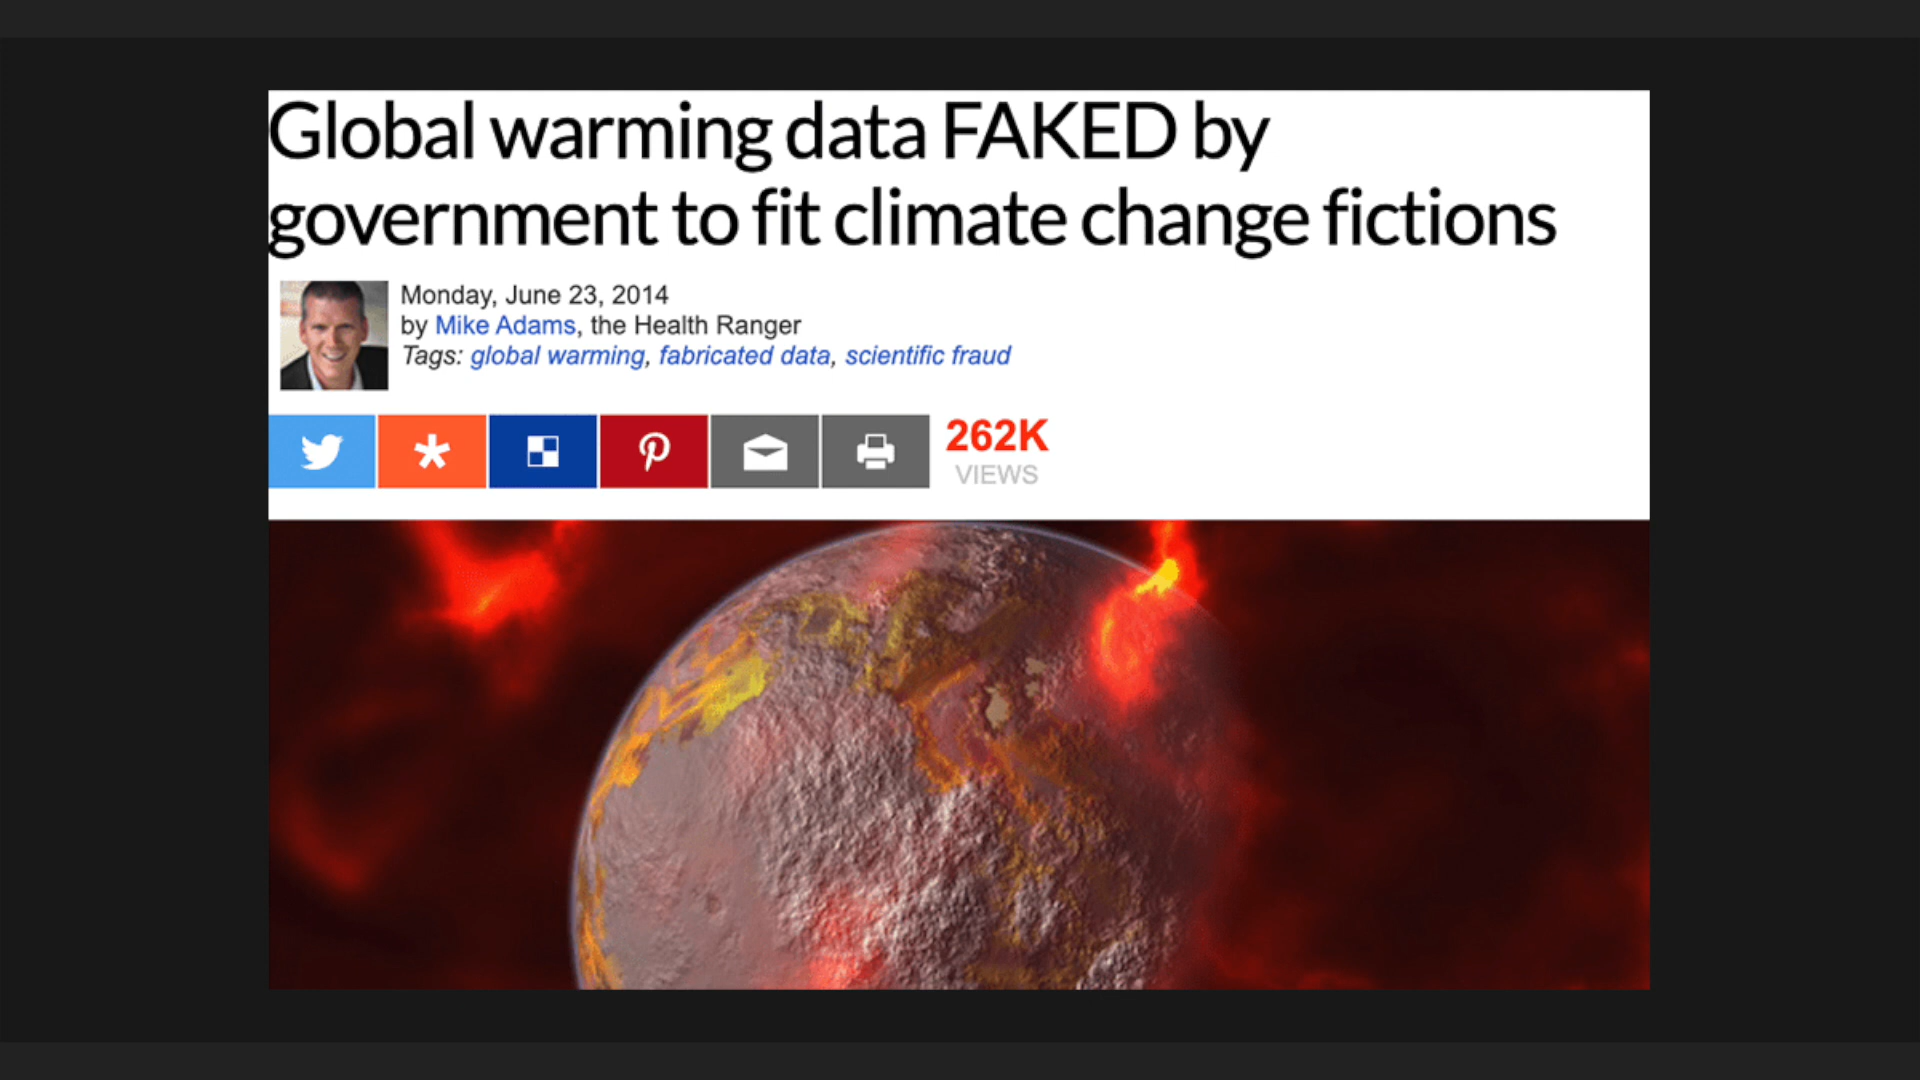 Global warming data FAKED by
government to fit climate change fictions
Monday, June 23, 2014
by Mike Adams, the Health Ranger
Tags: global warming, fabricated data, scientific fraud
262K
VIEWS